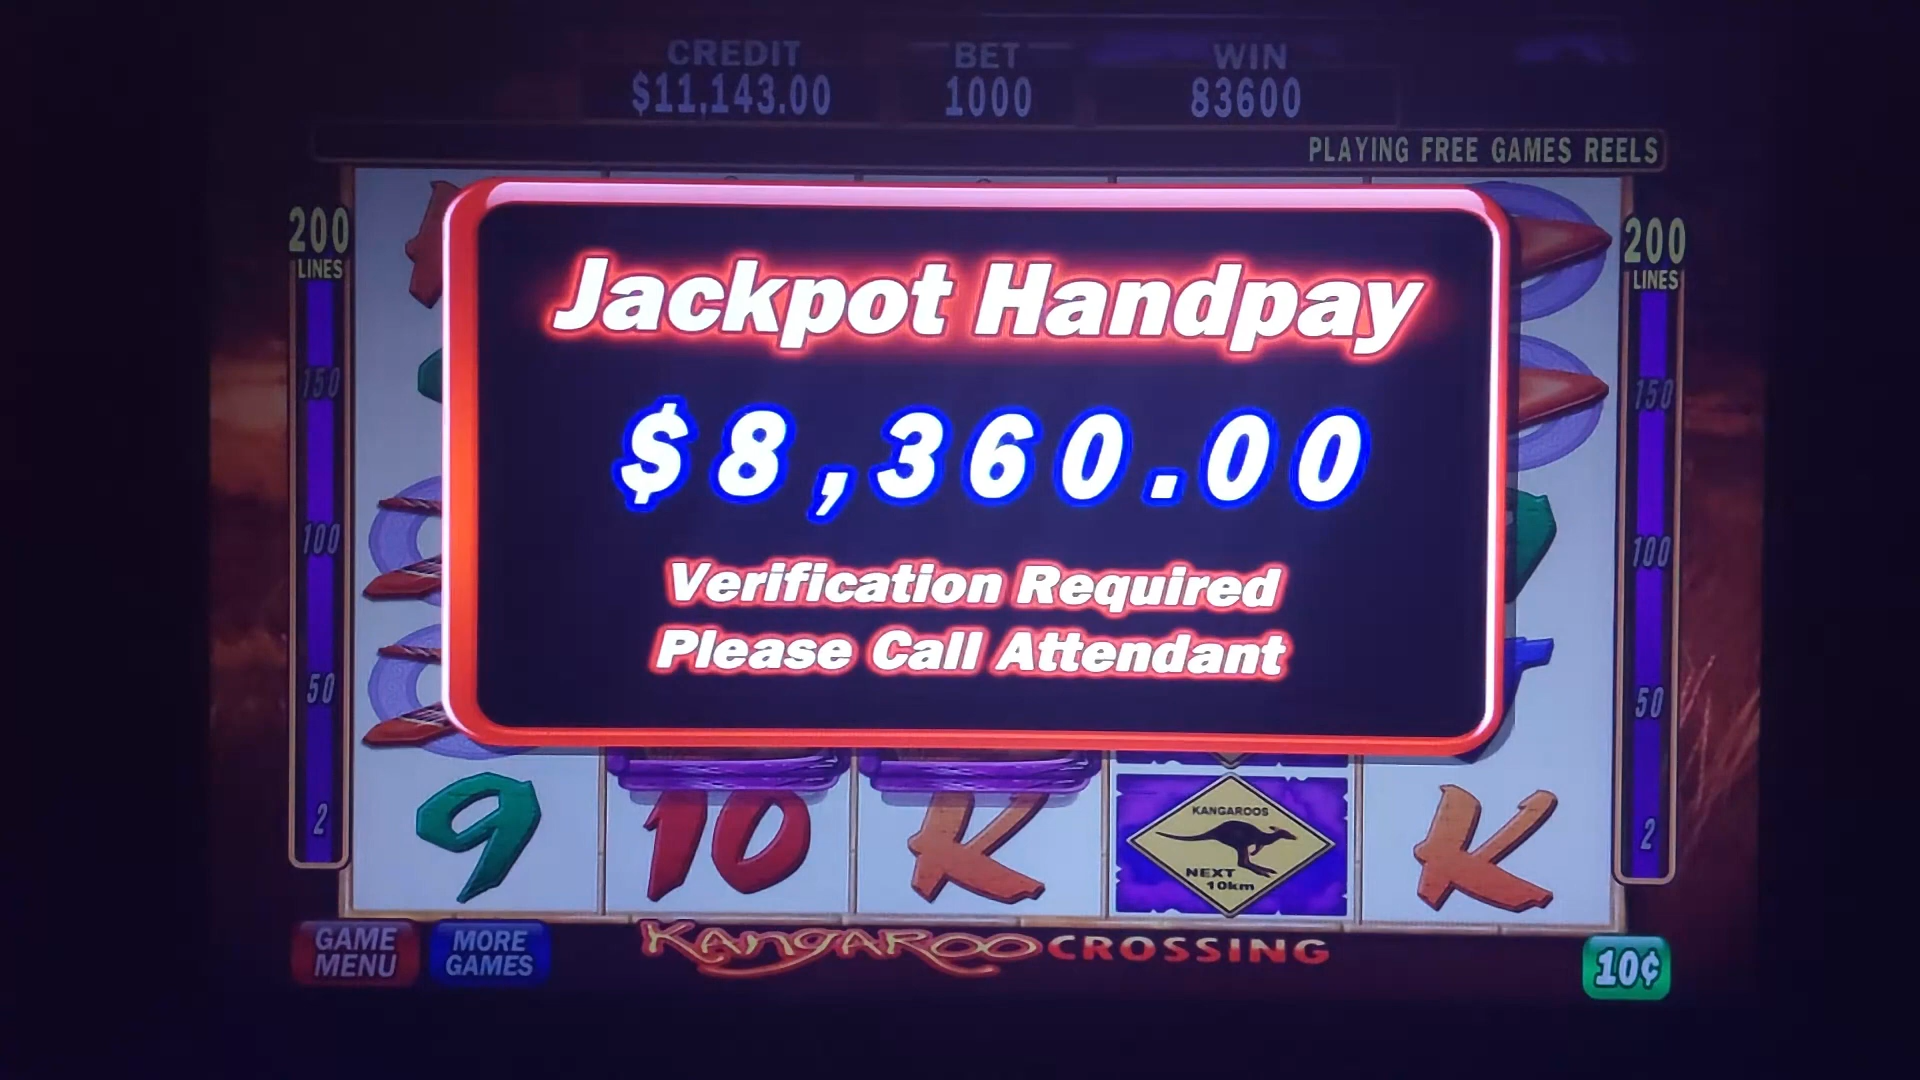 CREDIT BET WIN
$11,143.00 1000 83600
PLAYING FREE GAMES REELS
200 LINES
200 LINES
Jackpot Handpay
$8,360.00
Verification Required
Please Call Attendant
150
100
50
2
150
100
50
2
9 10 K K
KANGAROOS
NEXT
10km
GAME MENU
MORE GAMES
KANGAROO CROSSING
10¢